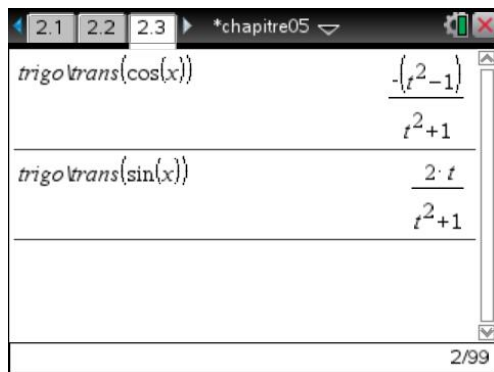 2.1 2.2 2.3 *chapitre05
trigo\trans(cos(x))
-(t²−1)
t²+1
trigo\trans(sin(x))
2·t
t²+1
2/99